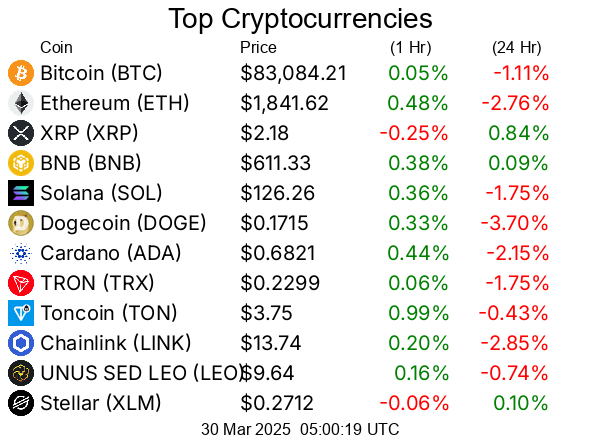 Top Cryptocurrencies
Coin Price (1 Hr) (24 Hr)
Bitcoin (BTC) $83,084.21 0.05% -1.11%
Ethereum (ETH) $1,841.62 0.48% -2.76%
XRP (XRP) $2.18 -0.25% 0.84%
BNB (BNB) $611.33 0.38% 0.09%
Solana (SOL) $126.26 0.36% -1.75%
Dogecoin (DOGE) $0.1715 0.33% -3.70%
Cardano (ADA) $0.6821 0.44% -2.15%
TRON (TRX) $0.2299 0.06% -1.75%
Toncoin (TON) $3.75 0.99% -0.43%
Chainlink (LINK) $13.74 0.20% -2.85%
UNUS SED LEO (LEO) $9.64 0.16% -0.74%
Stellar (XLM) $0.2712 -0.06% 0.10%
30 Mar 2025 05:00:19 UTC